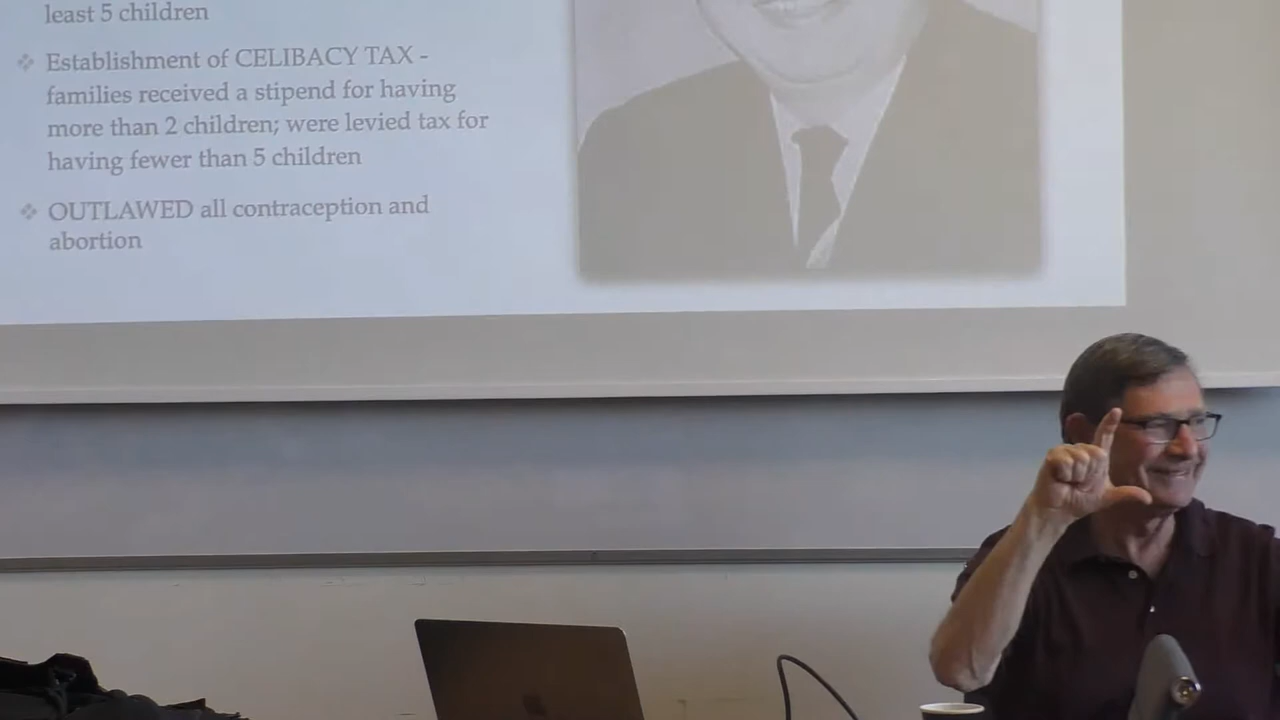 least 5 children
❖ Establishment of CELIBACY TAX -
families received a stipend for having
more than 2 children; were levied tax for
having fewer than 5 children
❖ OUTLAWED all contraception and
abortion